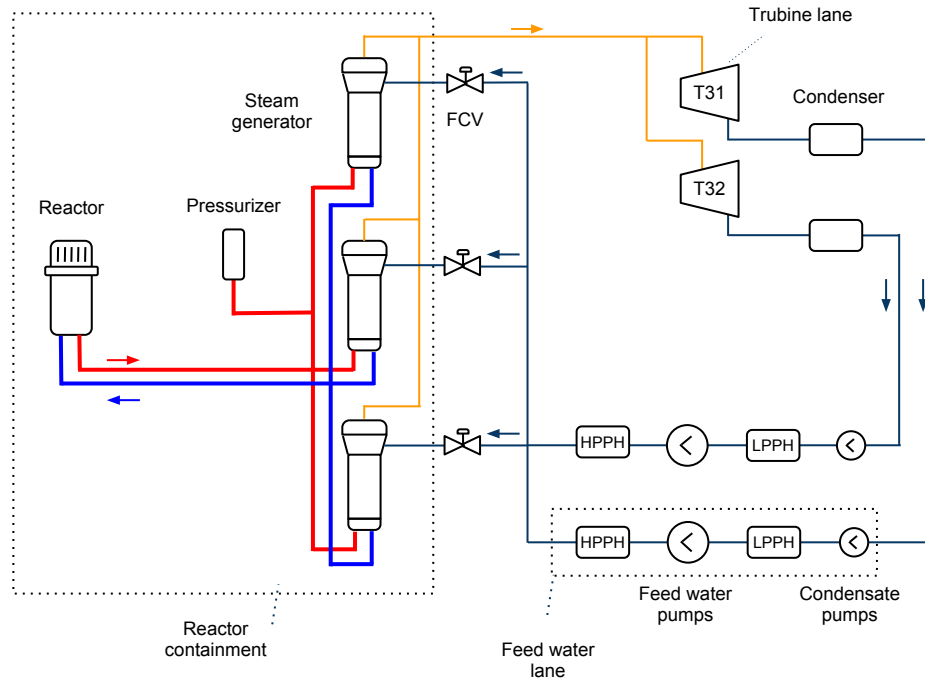 Trubine lane
T31
Condenser
Steam
generator
FCV
T32
Reactor
Pressurizer
HPPH
LPPH
HPPH
LPPH
Feed water
pumps
Condensate
pumps
Reactor
containment
Feed water
lane